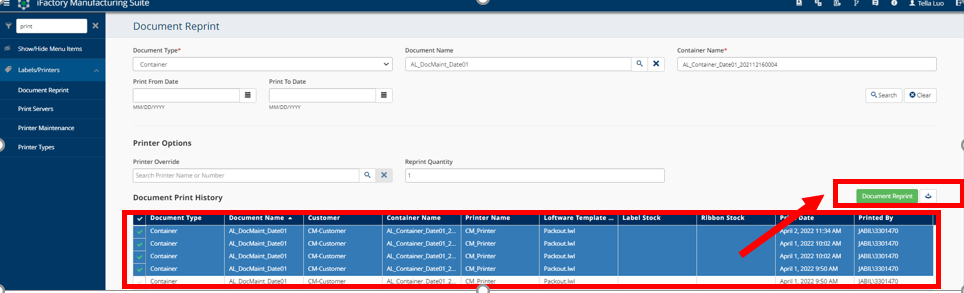 iFactory Manufacturing Suite
Tella Luo
print
Show/Hide Menu Items
Labels/Printers
Document Reprint
Print Servers
Printer Maintenance
Printer Types
Document Reprint
Document Type* Document Name Container Name*
Container AL_DocMaint_Date01 AL_Container_Date01_202112160004
Print From Date Print To Date
MM/DD/YYYY MM/DD/YYYY
Search Clear
Printer Options
Printer Override Reprint Quantity
Search Printer Name or Number 1
Document Print History
Document Reprint
Document Type Document Name Customer Container Name Printer Name Loftware Template ... Label Stock Ribbon Stock Date Printed By
Container AL_DocMaint_Date01 CM-Customer AL_Container_Date01_2... CM_Printer Packout.lwl April 2, 2022 11:34 AM JABIL\3301470
Container AL_DocMaint_Date01 CM-Customer AL_Container_Date01_2... CM_Printer Packout.lwl April 1, 2022 10:02 AM JABIL\3301470
Container AL_DocMaint_Date01 CM-Customer AL_Container_Date01_2... CM_Printer Packout.lwl April 1, 2022 10:02 AM JABIL\3301470
Container AL_DocMaint_Date01 CM-Customer AL_Container_Date01_2... CM_Printer Packout.lwl April 1, 2022 9:50 AM JABIL\3301470
Container AL_DocMaint_Date01 CM-Customer AL_Container_Date01_2... CM_Printer Packout.lwl April 1, 2022 9:50 AM JABIL\3301470